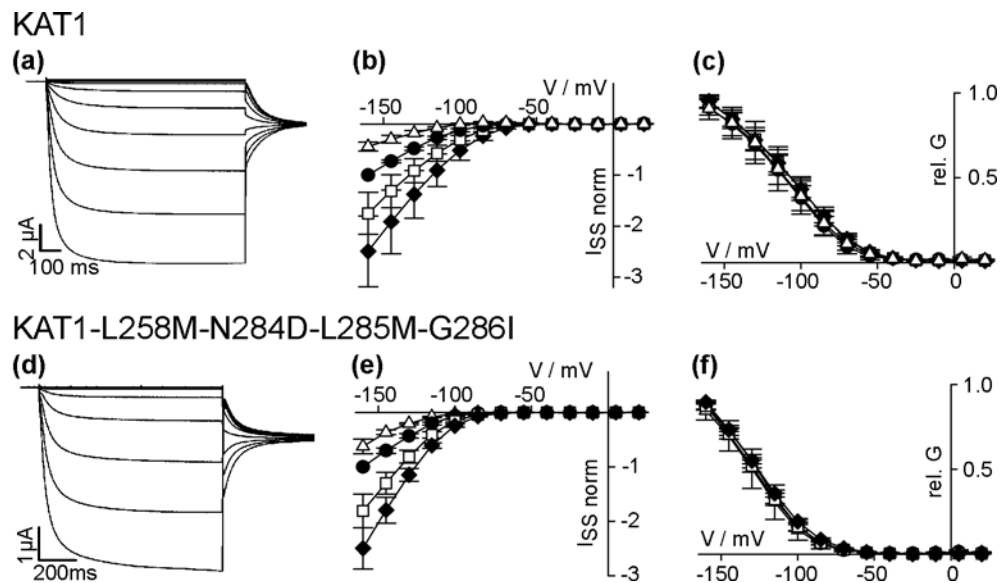 KAT1
(a)
2 µA
100 ms
(b)
V / mV
-150
-100
-50
-1
-2
-3
ISS norm
(c)
1.0
0.5
rel. G
V / mV
-150
-100
-50
0
KAT1-L258M-N284D-L285M-G286I
(d)
1 µA
200ms
(e)
V / mV
-150
-100
-50
-1
-2
-3
ISS norm
(f)
1.0
0.5
rel. G
V / mV
-150
-100
-50
0